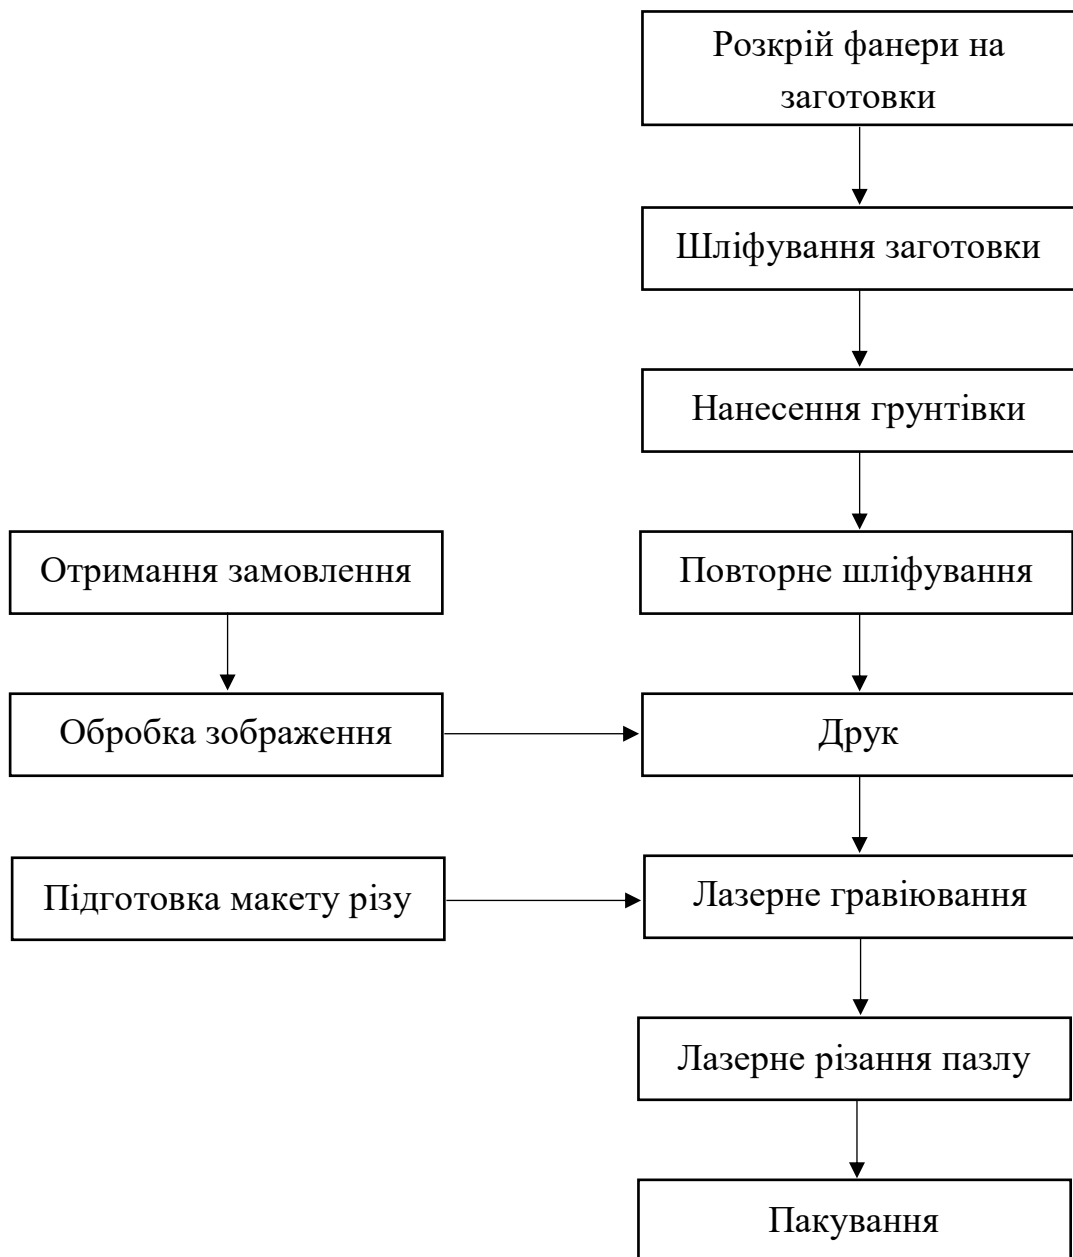 Розкрій фанери на
заготовки
Шліфування заготовки
Нанесення грунтівки
Отримання замовлення
Повторне шліфування
Обробка зображення
Друк
Підготовка макету різу
Лазерне гравіювання
Лазерне різання пазлу
Пакування